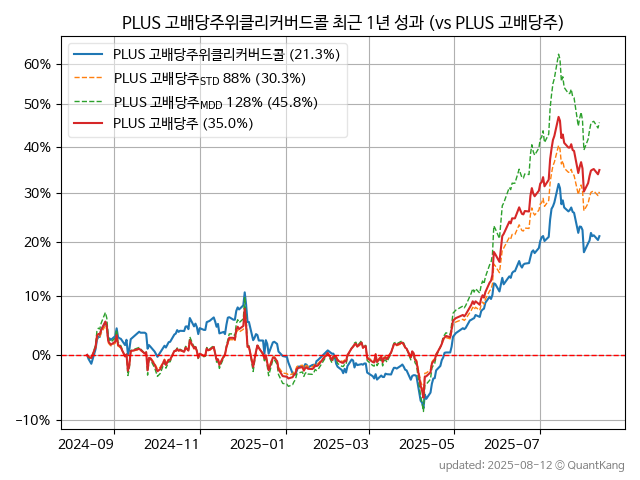 PLUS 고배당주위클리커버드콜 최근 1년 성과 (vs PLUS 고배당주)
PLUS 고배당주위클리커버드콜 (21.3%)
PLUS 고배당주STD 88% (30.3%)
PLUS 고배당주MDD 128% (45.8%)
PLUS 고배당주 (35.0%)
60%
50%
40%
30%
20%
10%
0%
−10%
2024-09
2024-11
2025-01
2025-03
2025-05
2025-07
updated: 2025-08-12 © QuantKang